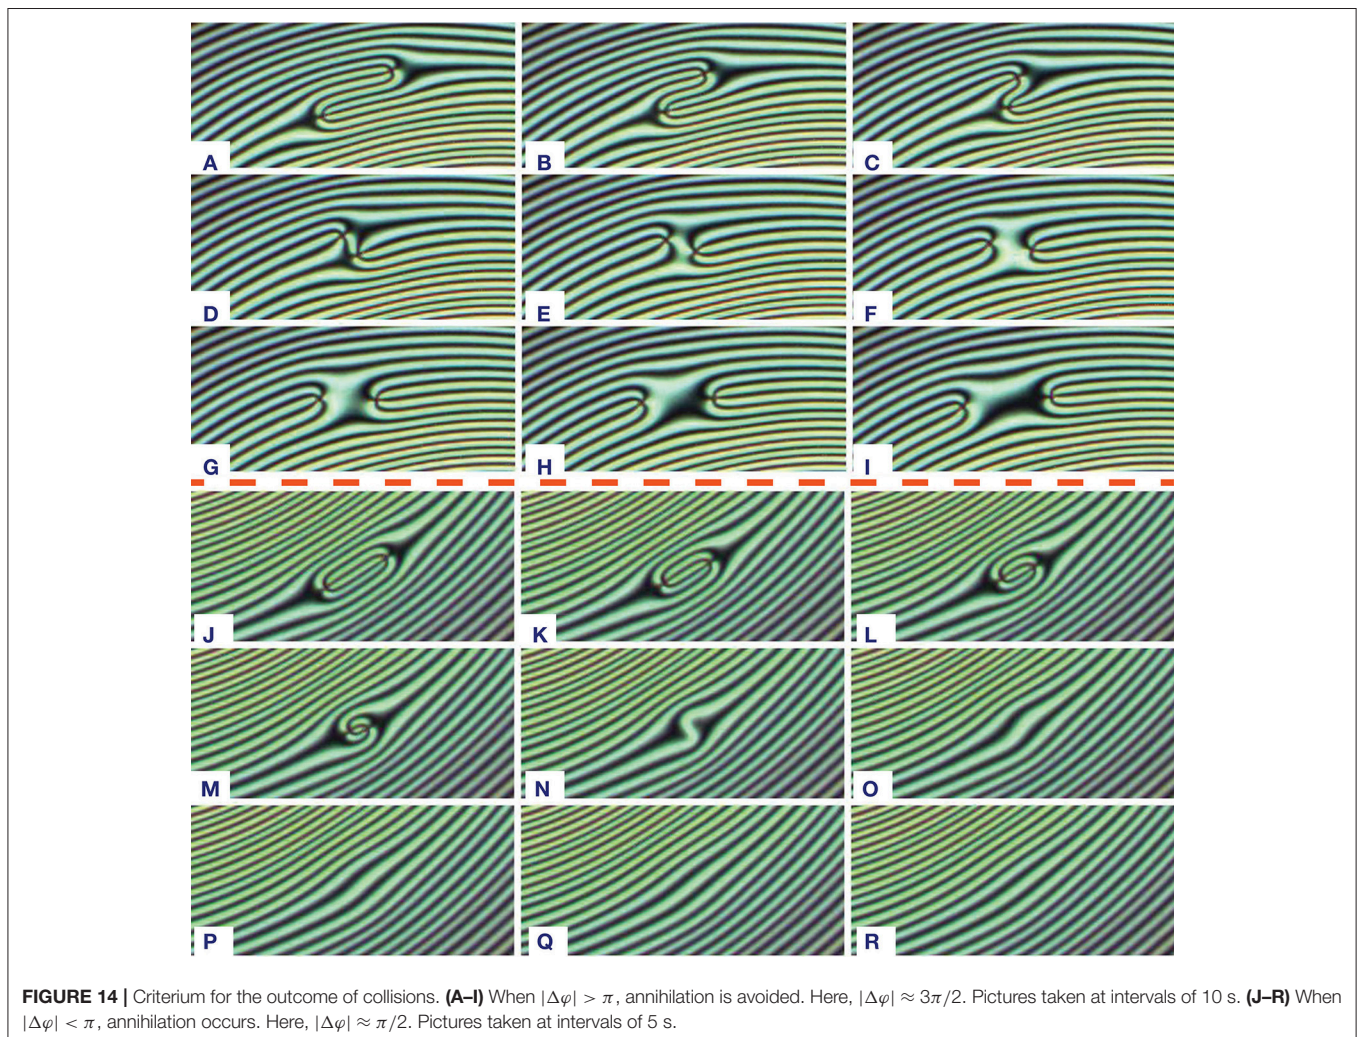 A
B
C
D
E
F
G
H
I
J
K
L
M
N
O
P
Q
R
FIGURE 14 | Criterium for the outcome of collisions. (A–I) When |Δφ| > π, annihilation is avoided. Here, |Δφ| ≈ 3π/2. Pictures taken at intervals of 10 s. (J–R) When
|Δφ| < π, annihilation occurs. Here, |Δφ| ≈ π/2. Pictures taken at intervals of 5 s.